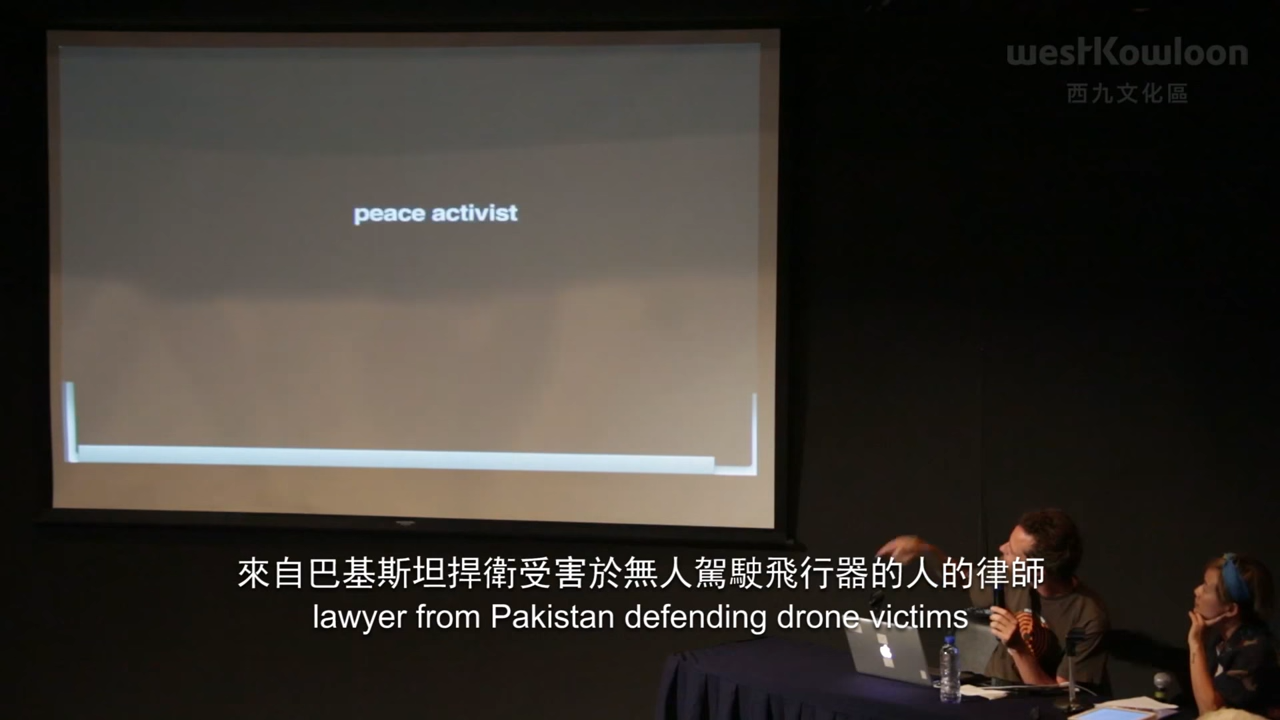 westKowloon
西九文化區
peace activist
來自巴基斯坦捍衛受害於無人駕駛飛行器的人的律師
lawyer from Pakistan defending drone victims